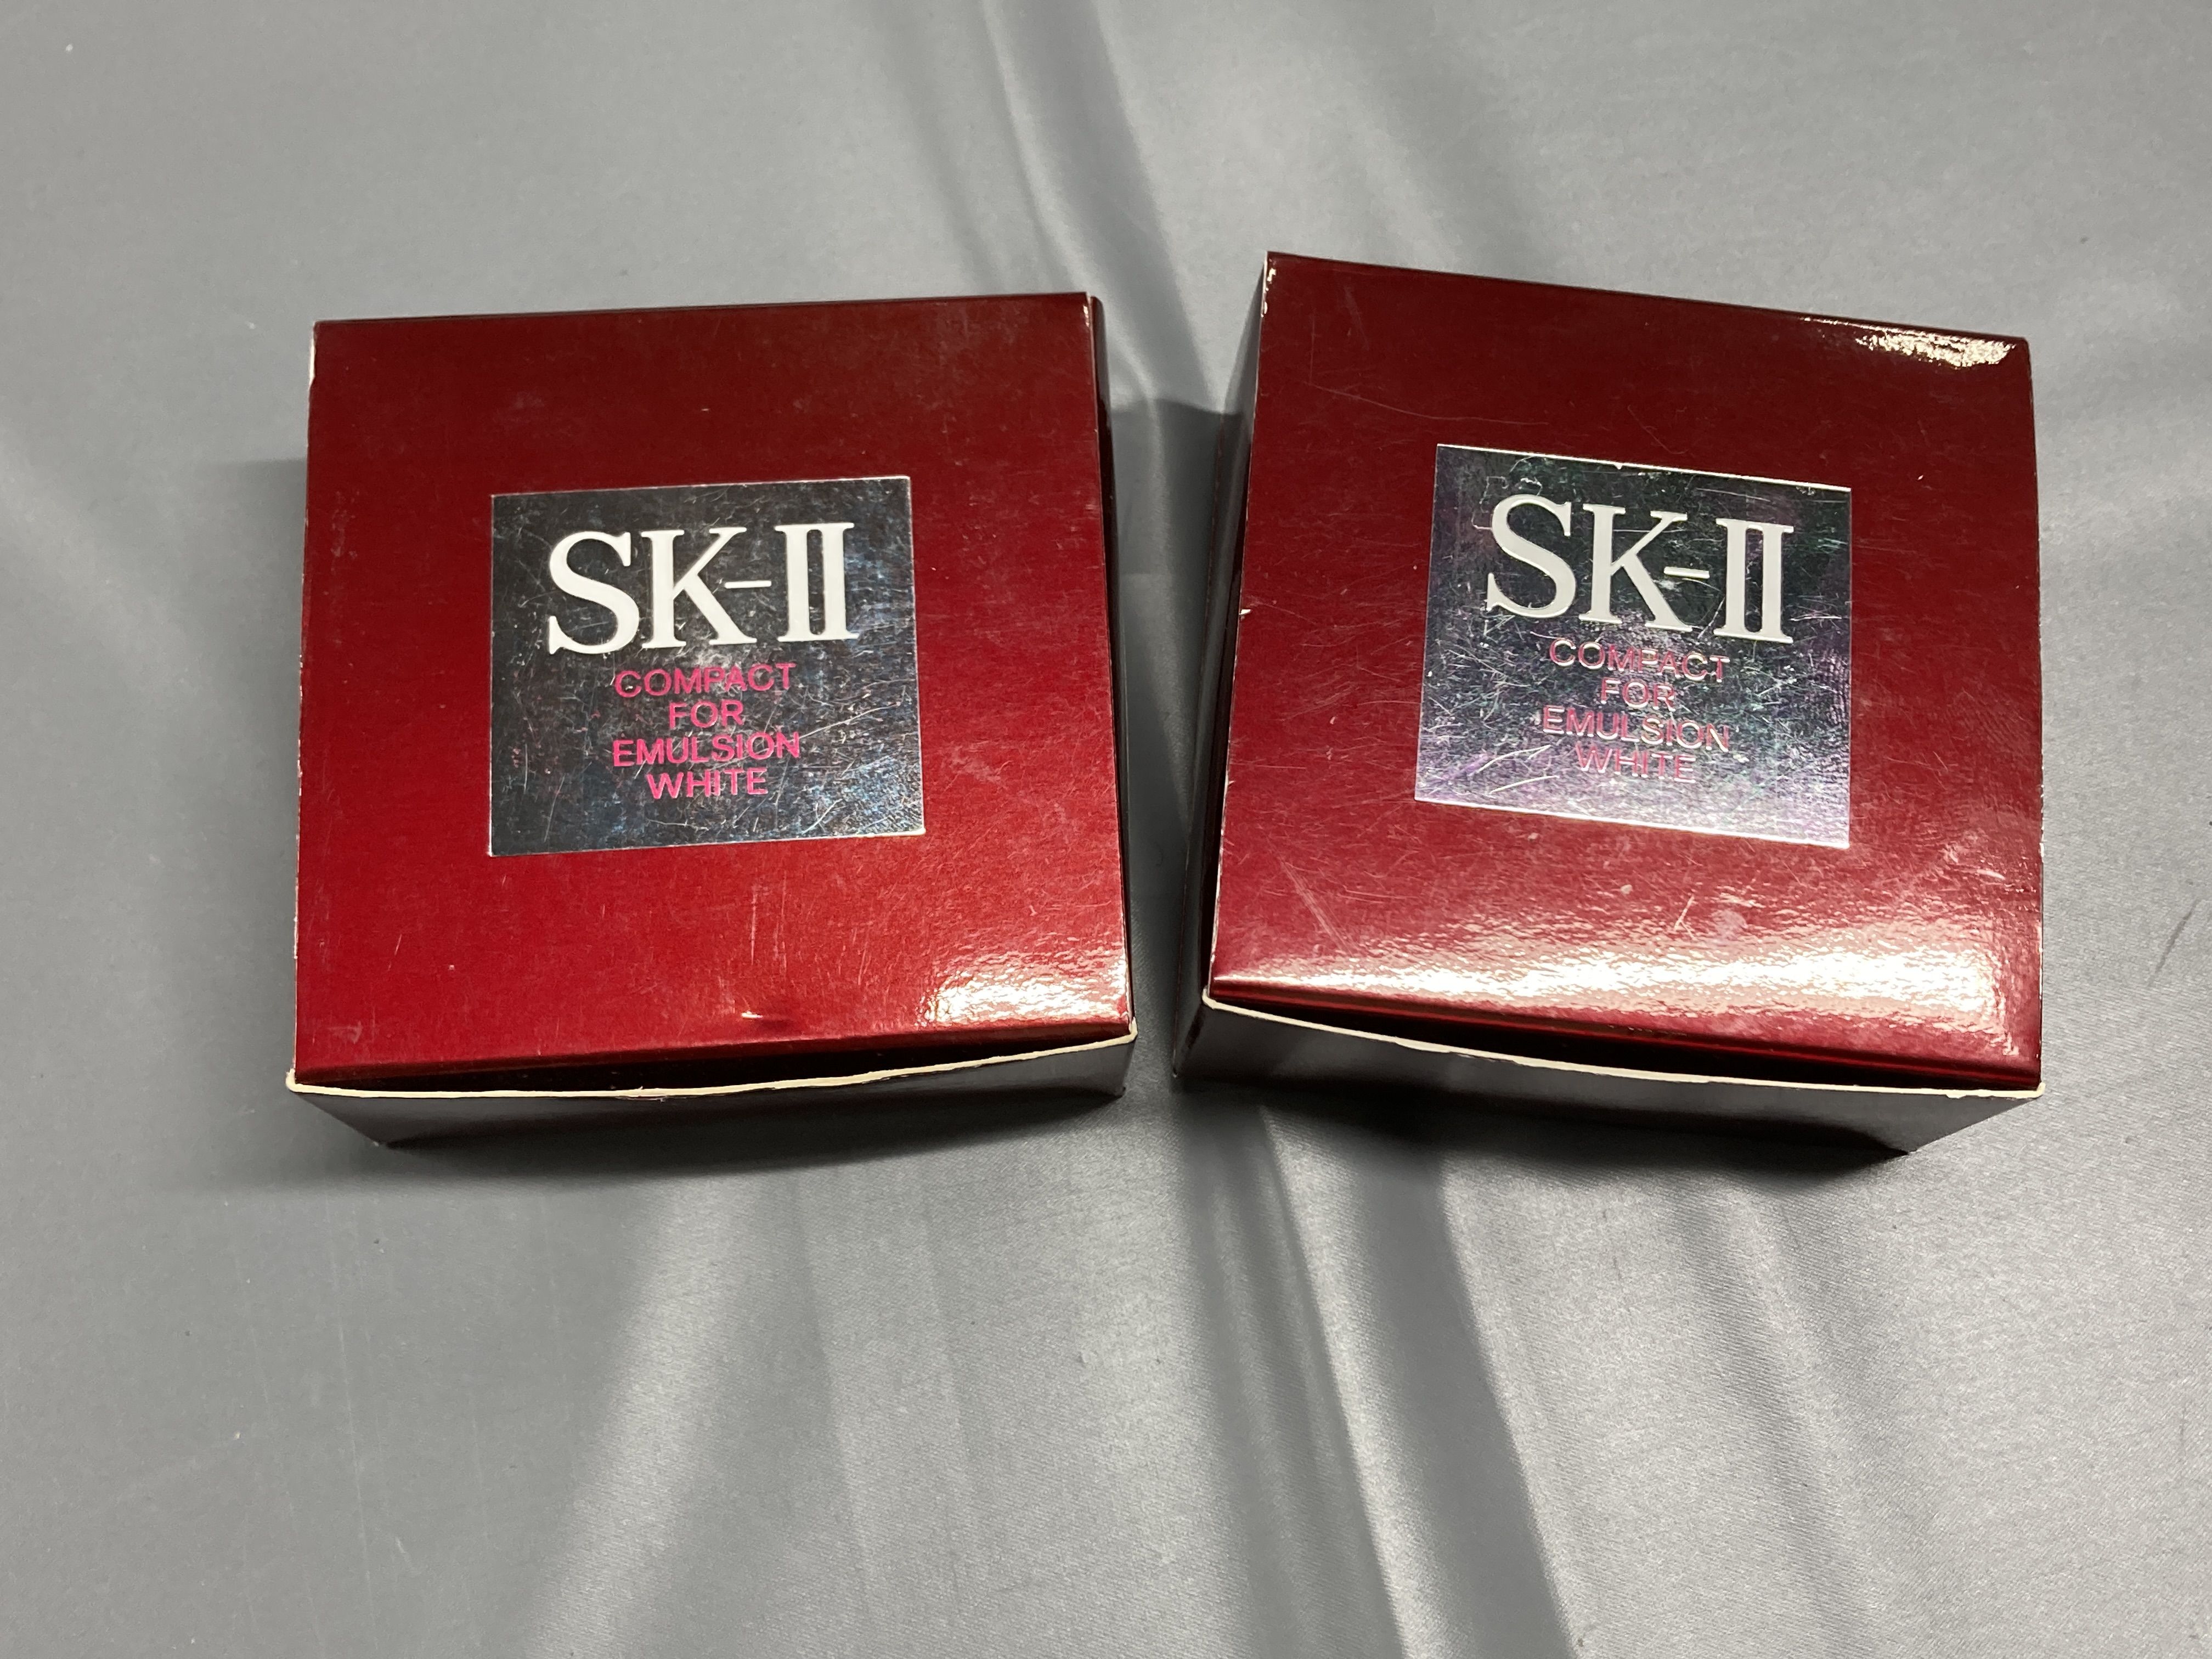 SK-II
COMPACT
FOR
EMULSION
WHITE
SK-II
COMPACT
FOR
EMULSION
WHITE